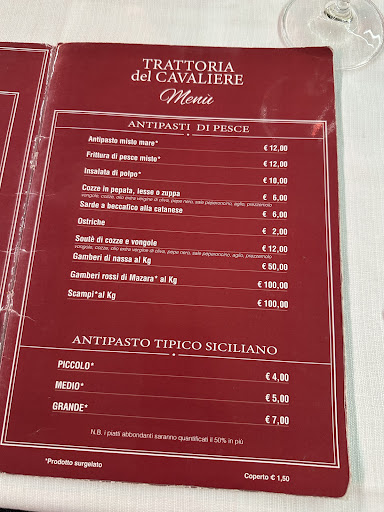 TRATTORIA
del CAVALIERE
Menù
ANTIPASTI DI PESCE
Antipasto misto mare* € 12,00
Frittura di pesce misto* € 12,00
Insalata di polpo* € 10,00
Cozze in pepata, lesse o zuppa € 6,00
vongole, cozze, olio extra vergine di olive, pepe nero, sale peperoncino, aglio, prezzemolo
Sarde a beccafico alla catanese € 6,00
Ostriche € 2,00
Soutè di cozze e vongole € 12,00
vongole, cozze, olio extra vergine di olive, pepe nero, sale peperoncino, aglio, prezzemolo
Gamberi di nassa al Kg € 50,00
Gamberi rossi di Mazara* al Kg € 100,00
Scampi*al Kg € 100,00
ANTIPASTO TIPICO SICILIANO
PICCOLO* € 4,00
MEDIO* € 5,00
GRANDE* € 7,00
N.B. i piatti abbondanti saranno quantificati il 50% in più
*Prodotto surgelato Coperto € 1,50